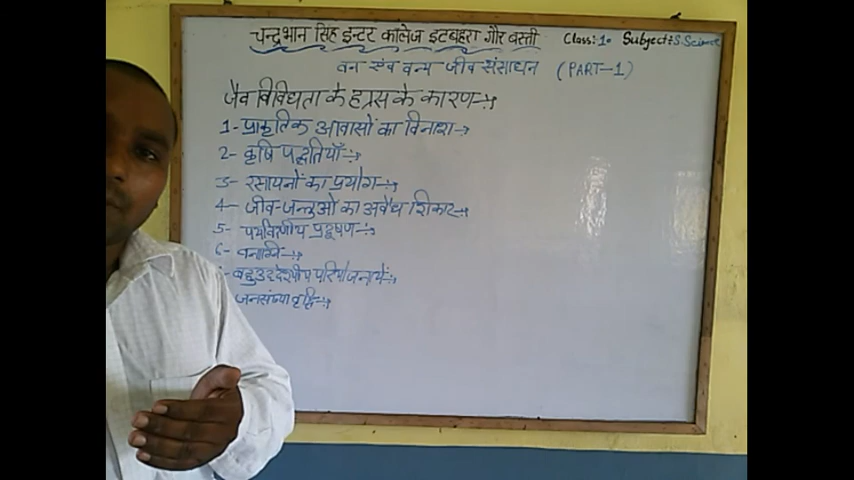 चन्द्रभान सिंह इन्टर कालेज इटबहरा गौर बस्ती Class:10 Subject:S.Science
वन एवं वन्य जीव संसाधन (PART-1)
जैव विविधता के ह्रास के कारण-:-
1- प्राकृतिक आवासों का विनाश-:-
2- कृषि पद्धतियाँ-:-
3- रसायनों का प्रयोग-:-
4- जीव-जन्तुओ का अवैध शिकार-:-
5- पर्यावरणीय प्रदूषण-:-
6- वनाग्नि-:-
बहुउद्देशीय परियोजनायें-:-
जनसंख्या वृद्धि-:-